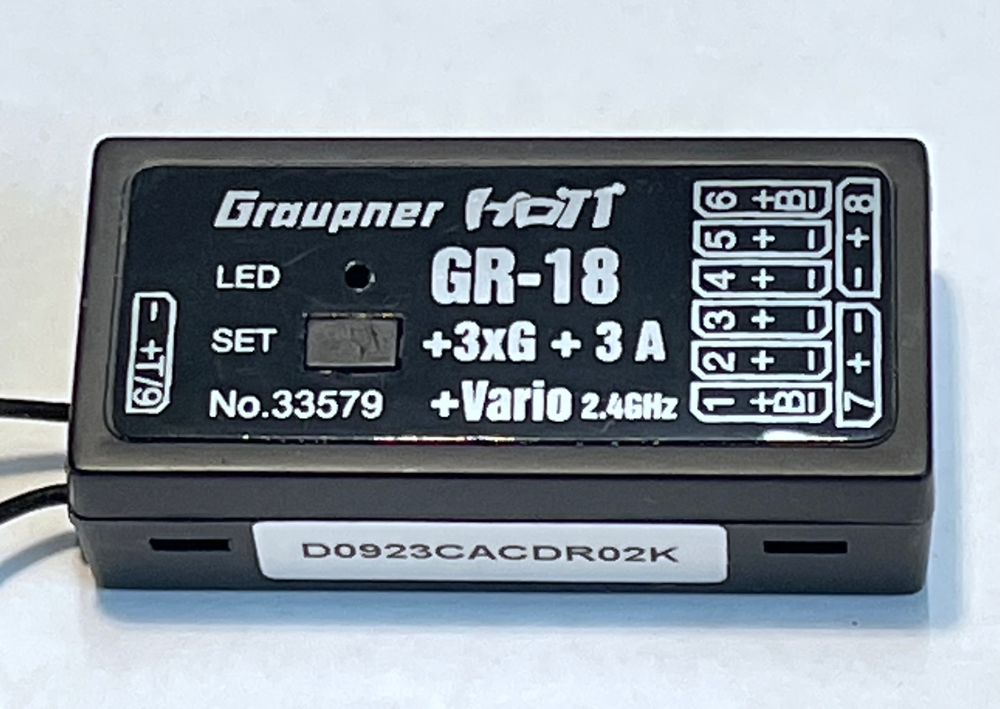 Graupner HOTT
LED
GR-18
SET
+3xG + 3 A
No.33579
+Vario 2.4GHz
- + T/9
6 +B -
5 + -
4 + -
3 + -
2 + -
1 +B -
8 + -
7 + -
D0923CACDR02K